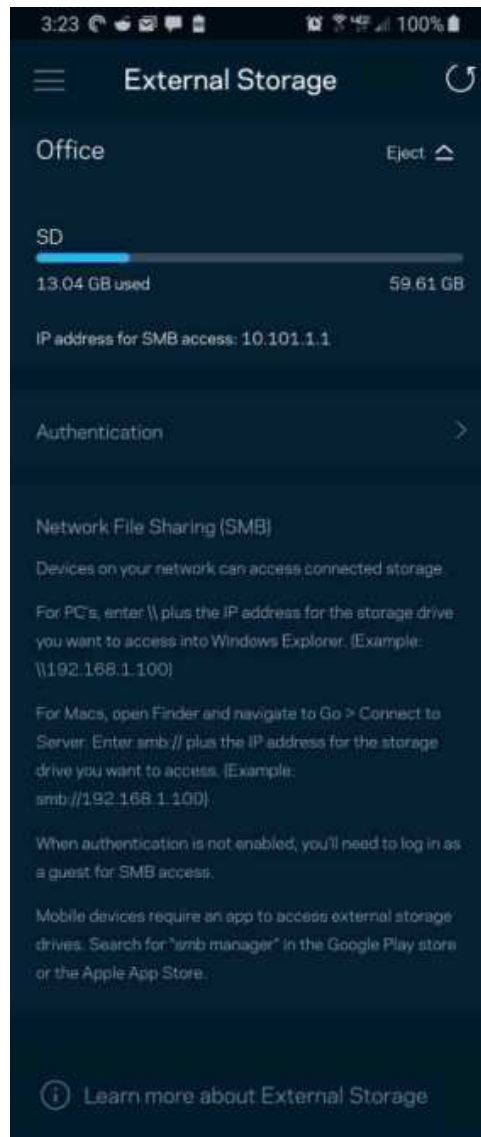 3:23 100%
External Storage
Office Eject
SD
13.04 GB used 59.61 GB
IP address for SMB access: 10.101.1.1
Authentication
Network File Sharing (SMB)
Devices on your network can access connected storage.
For PC's, enter \\ plus the IP address for the storage drive
you want to access into Windows Explorer. (Example:
\\192.168.1.100)
For Macs, open Finder and navigate to Go > Connect to
Server. Enter smb:// plus the IP address for the storage
drive you want to access. (Example:
smb://192.168.1.100)
When authentication is not enabled, you'll need to log in as
a guest for SMB access.
Mobile devices require an app to access external storage
drives. Search for "smb manager" in the Google Play store
or the Apple App Store.
Learn more about External Storage